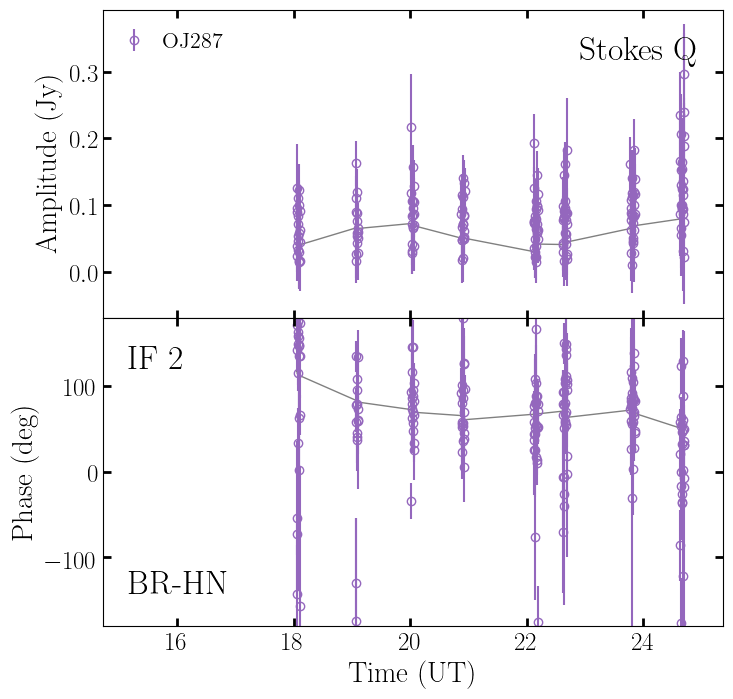 OJ287
Stokes Q
Amplitude (Jy)
0.3
0.2
0.1
0.0
IF 2
Phase (deg)
100
0
−100
BR-HN
16 18 20 22 24
Time (UT)